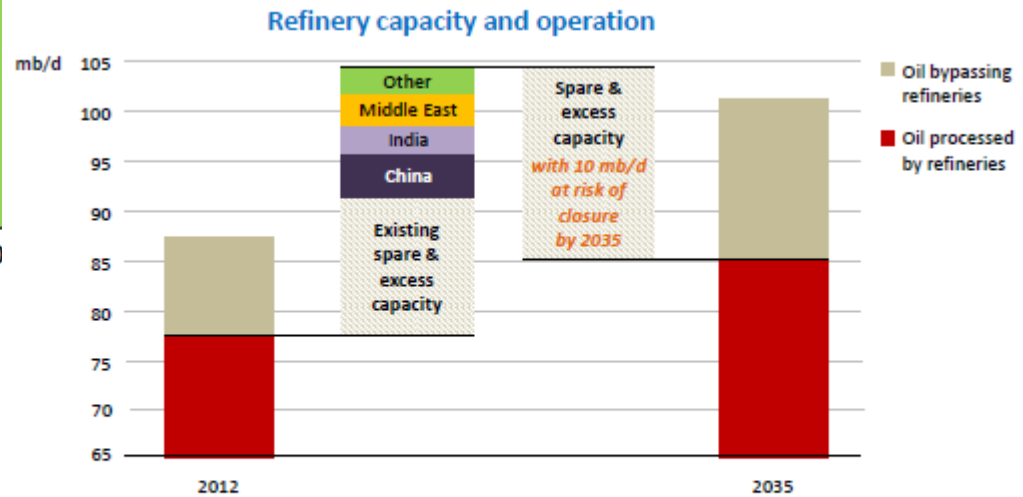 Refinery capacity and operation
mb/d
105
100
95
90
85
80
75
70
65
Other
Middle East
India
China
Existing
spare &
excess
capacity
Spare &
excess
capacity
with 10 mb/d
at risk of
closure
by 2035
Oil bypassing
refineries
Oil processed
by refineries
2012
2035